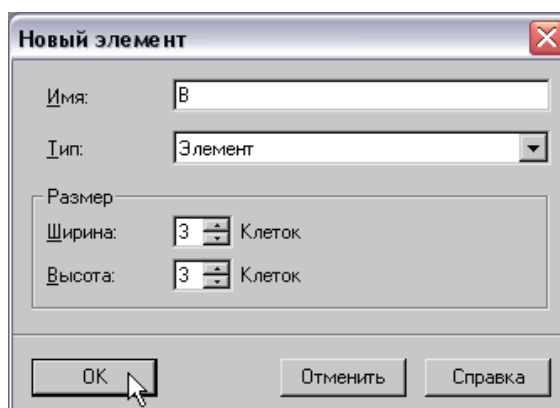 Новый элемент
Имя: В
Тип: Элемент
Размер
Ширина: 3 Клеток
Высота: 3 Клеток
OK Отменить Справка